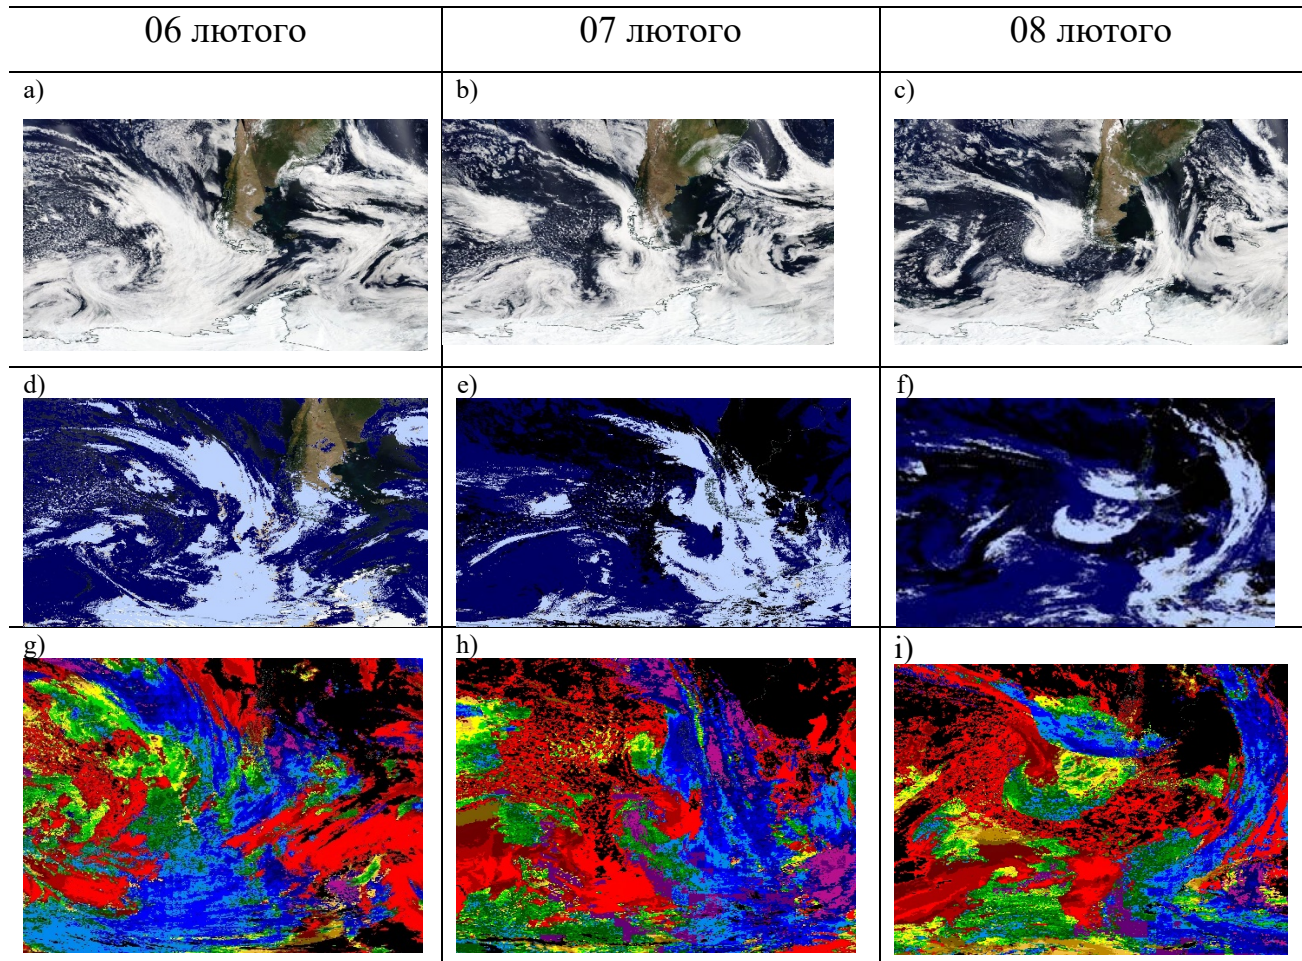 06 лютого 07 лютого 08 лютого
a) b) c)
d) e) f)
g) h) i)